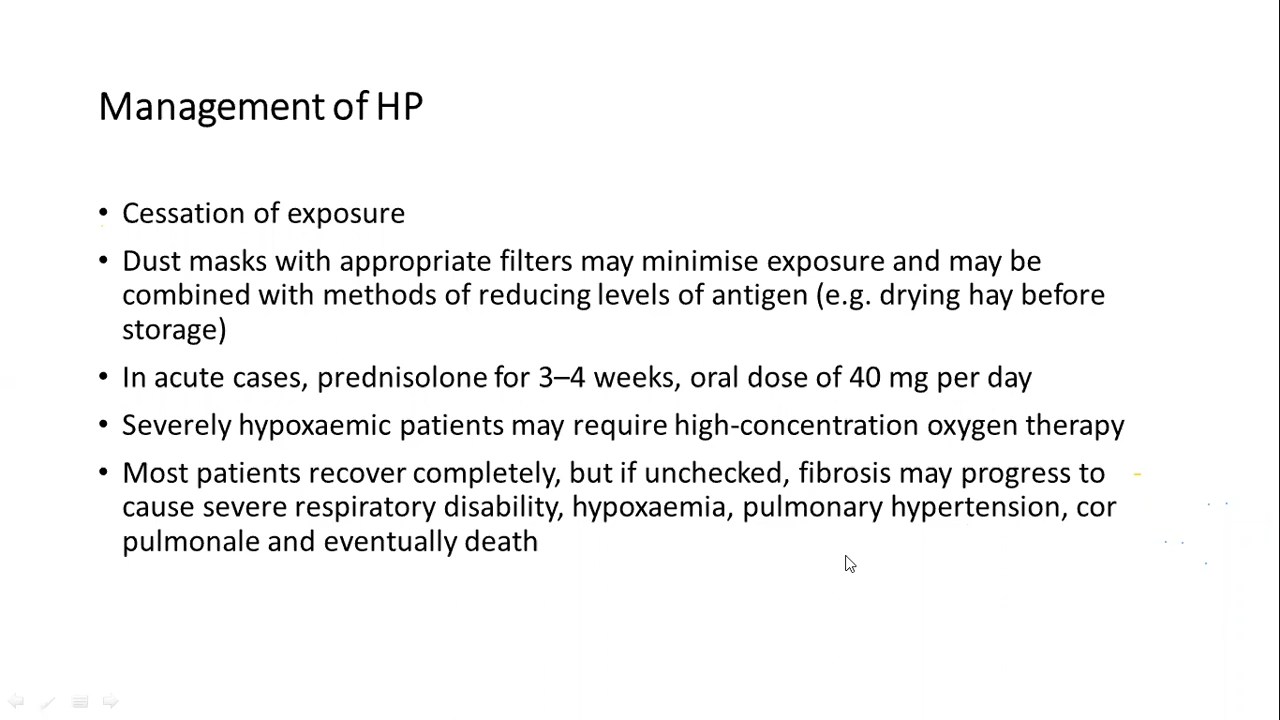 Management of HP
• Cessation of exposure
• Dust masks with appropriate filters may minimise exposure and may be
combined with methods of reducing levels of antigen (e.g. drying hay before
storage)
• In acute cases, prednisolone for 3–4 weeks, oral dose of 40 mg per day
• Severely hypoxaemic patients may require high-concentration oxygen therapy
• Most patients recover completely, but if unchecked, fibrosis may progress to
cause severe respiratory disability, hypoxaemia, pulmonary hypertension, cor
pulmonale and eventually death